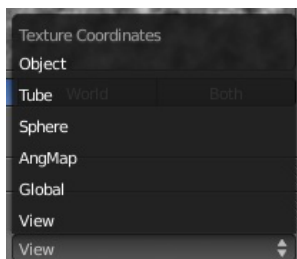 Texture Coordinates
Object
Tube World Both
Sphere
AngMap
Global
View
View